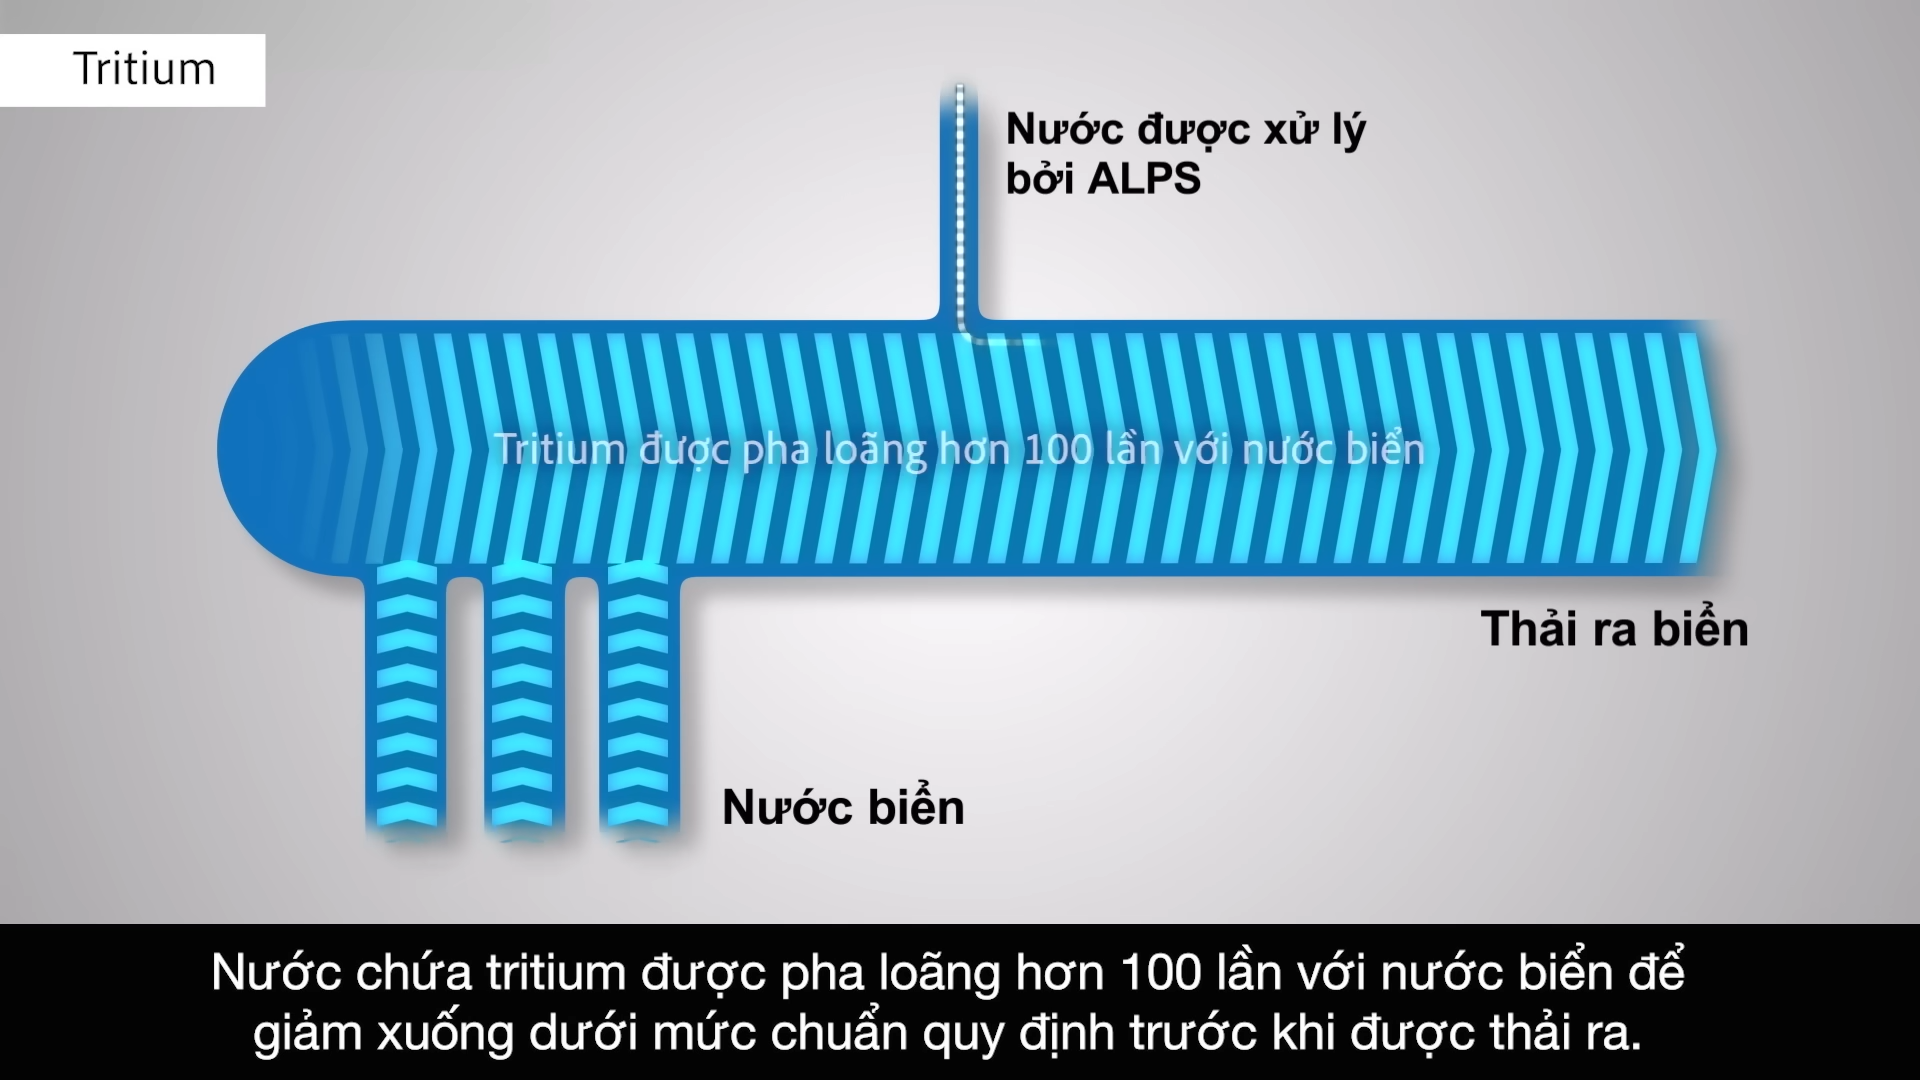 Tritium
Nước được xử lý
bởi ALPS
Tritium được pha loãng hơn 100 lần với nước biển
Thải ra biển
Nước biển
Nước chứa tritium được pha loãng hơn 100 lần với nước biển để
giảm xuống dưới mức chuẩn quy định trước khi được thải ra.